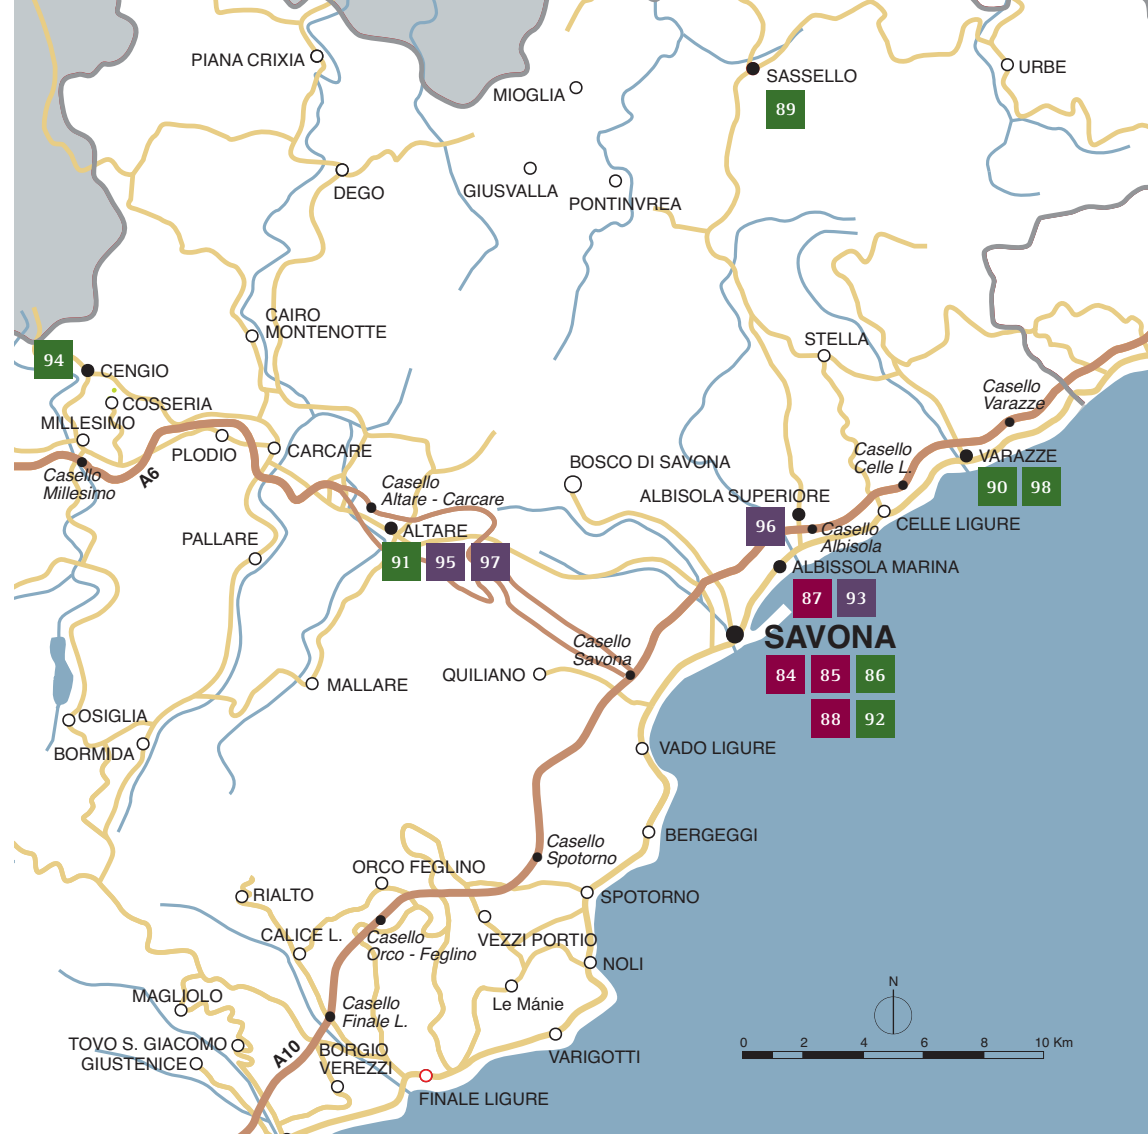 PIANA CRIXIA
MIOGLIA
SASSELLO
89
URBE
DEGO
GIUSVALLA
PONTINVREA
CAIRO
MONTENOTTE
STELLA
94
CENGIO
COSSERIA
MILLESIMO
PLODIO
CARCARE
Casello
Millesimo
A6
Casello
Altare - Carcare
ALTARE
91
95
97
PALLARE
BOSCO DI SAVONA
ALBISOLA SUPERIORE
96
Casello
Albisola
Casello
Celle L.
Casello
Varazze
VARAZZE
90
98
CELLE LIGURE
ALBISSOLA MARINA
87
93
SAVONA
84
85
86
88
92
Casello
Savona
QUILIANO
MALLARE
OSIGLIA
BORMIDA
VADO LIGURE
BERGEGGI
Casello
Spotorno
SPOTORNO
ORCO FEGLINO
RIALTO
CALICE L.
Casello
Orco - Feglino
VEZZI PORTIO
NOLI
Le Mánie
MAGLIOLO
Casello
Finale L.
TOVO S. GIACOMO
GIUSTENICE
A10
BORGIO
VEREZZI
VARIGOTTI
FINALE LIGURE
N
0 2 4 6 8 10 Km